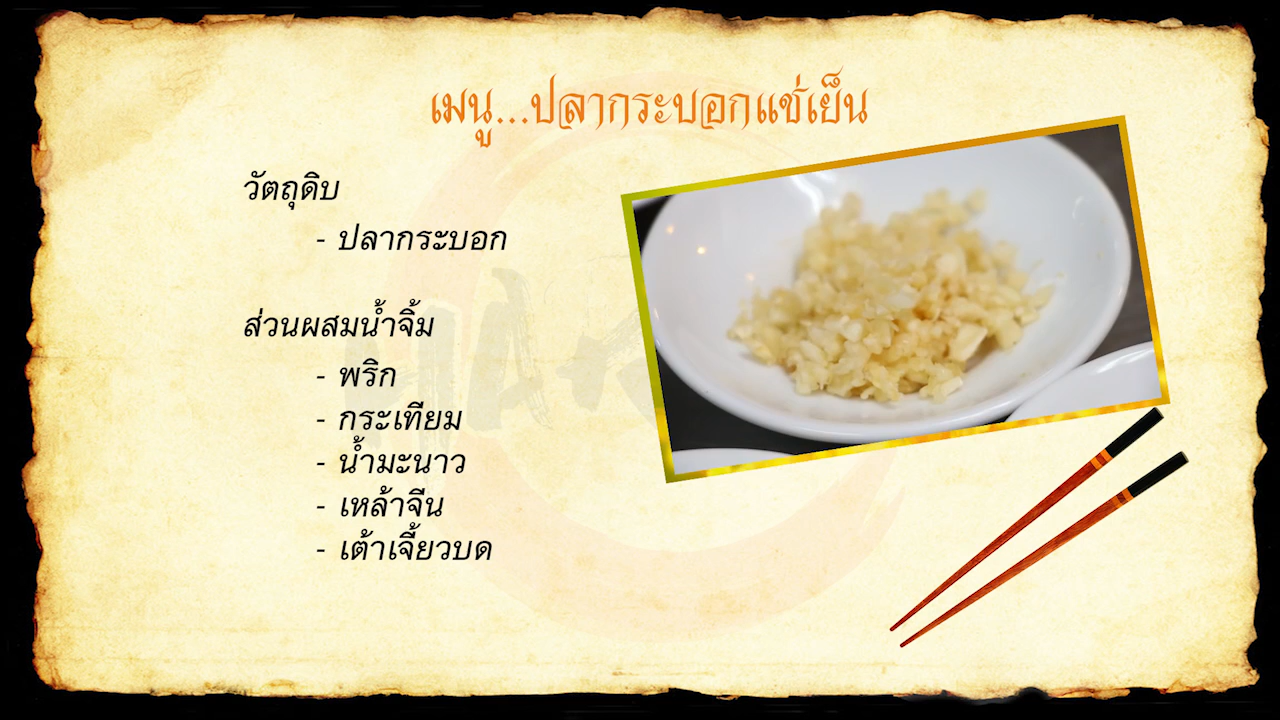 เมนู...ปลากระบอกแช่เย็น
วัตถุดิบ
- ปลากระบอก
ส่วนผสมน้ำจิ้ม
- พริก
- กระเทียม
- น้ำมะนาว
- เหล้าจีน
- เต้าเจี้ยวบด